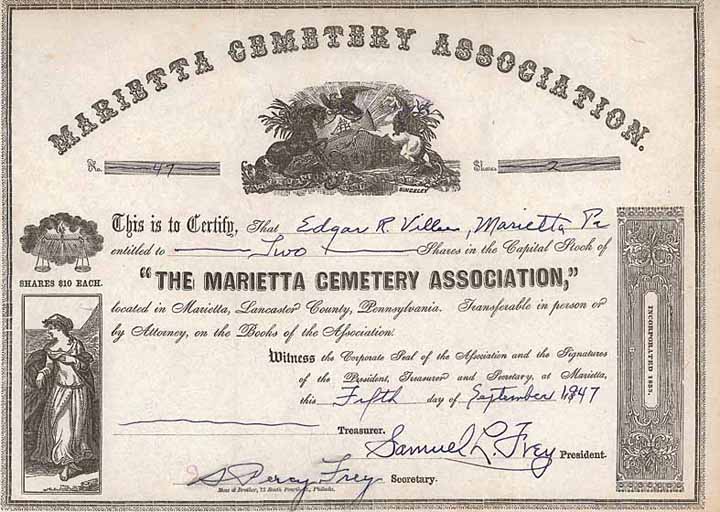 MARIETTA CEMETERY ASSOCIATION.
No. 47 Shares 2
This is to Certify, That Edgar R. Villee, Marietta Pa
entitled to Two Shares in the Capital Stock of
SHARES $10 EACH.
"THE MARIETTA CEMETERY ASSOCIATION,"
located in Marietta, Lancaster County, Pennsylvania. Transferable in person or
by Attorney, on the Books of the Association.
INCORPORATED 1853.
Witness the Corporate Seal of the Association and the Signatures
of the President, Treasurer and Secretary, at Marietta,
this Fifth day of September 1947
Treasurer.
Samuel L. Frey President.
S Percy Frey Secretary.